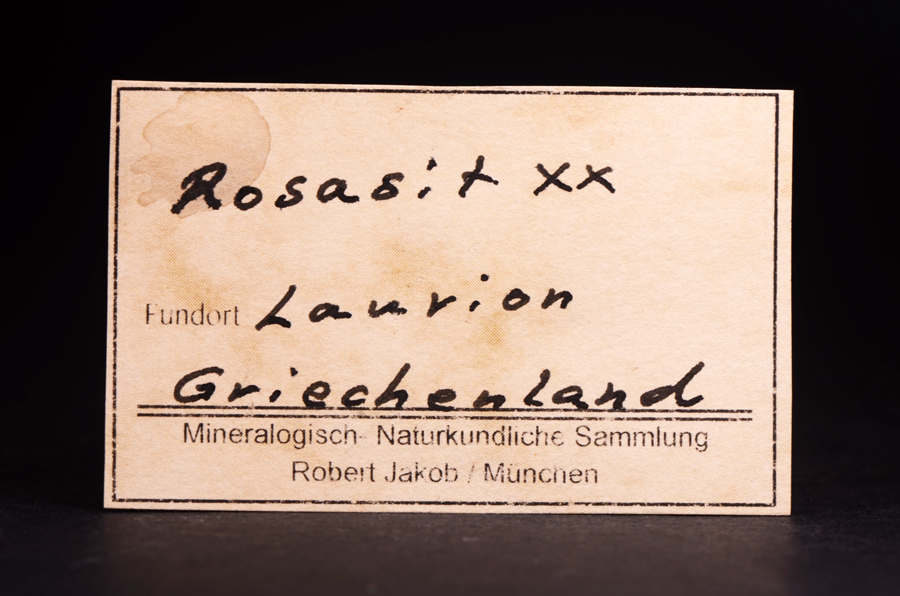 Rosasit xx
Fundort Laurion
Griechenland
Mineralogisch- Naturkundliche Sammlung
Robert Jakob / München